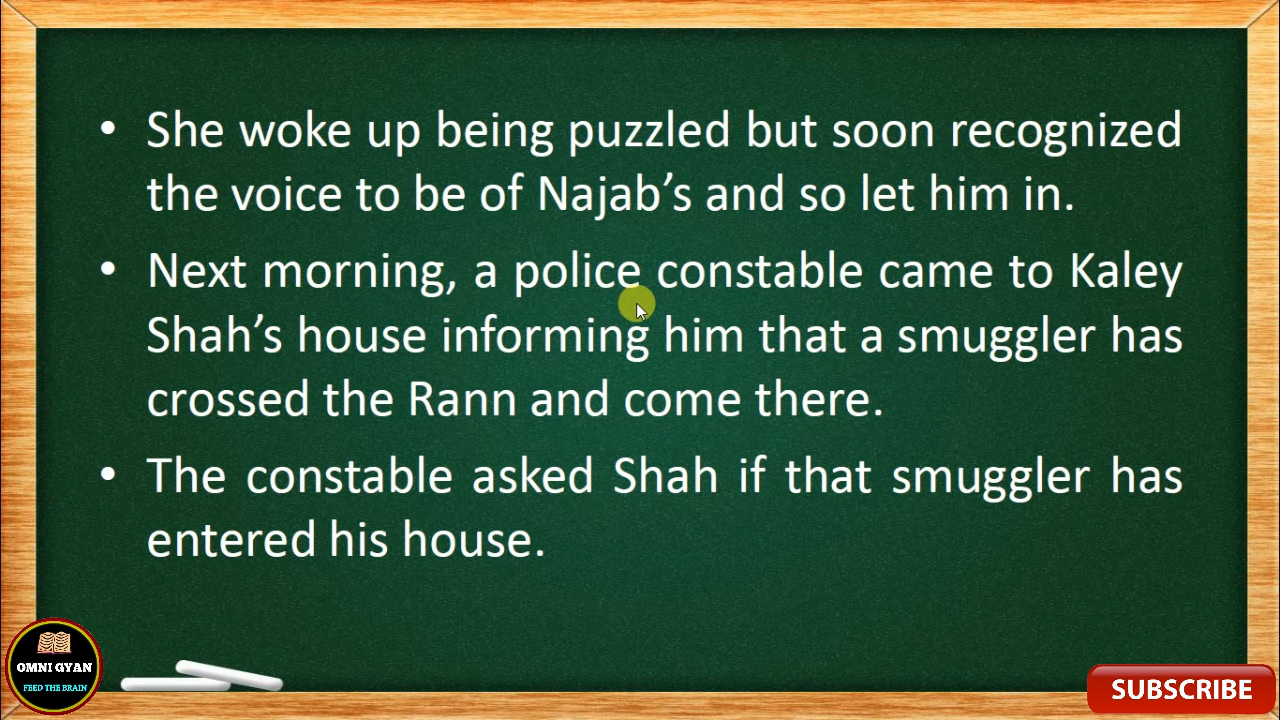 • She woke up being puzzled but soon recognized
the voice to be of Najab’s and so let him in.
• Next morning, a police constable came to Kaley
Shah’s house informing him that a smuggler has
crossed the Rann and come there.
• The constable asked Shah if that smuggler has
entered his house.
OMNI GYAN
FEED THE BRAIN
SUBSCRIBE